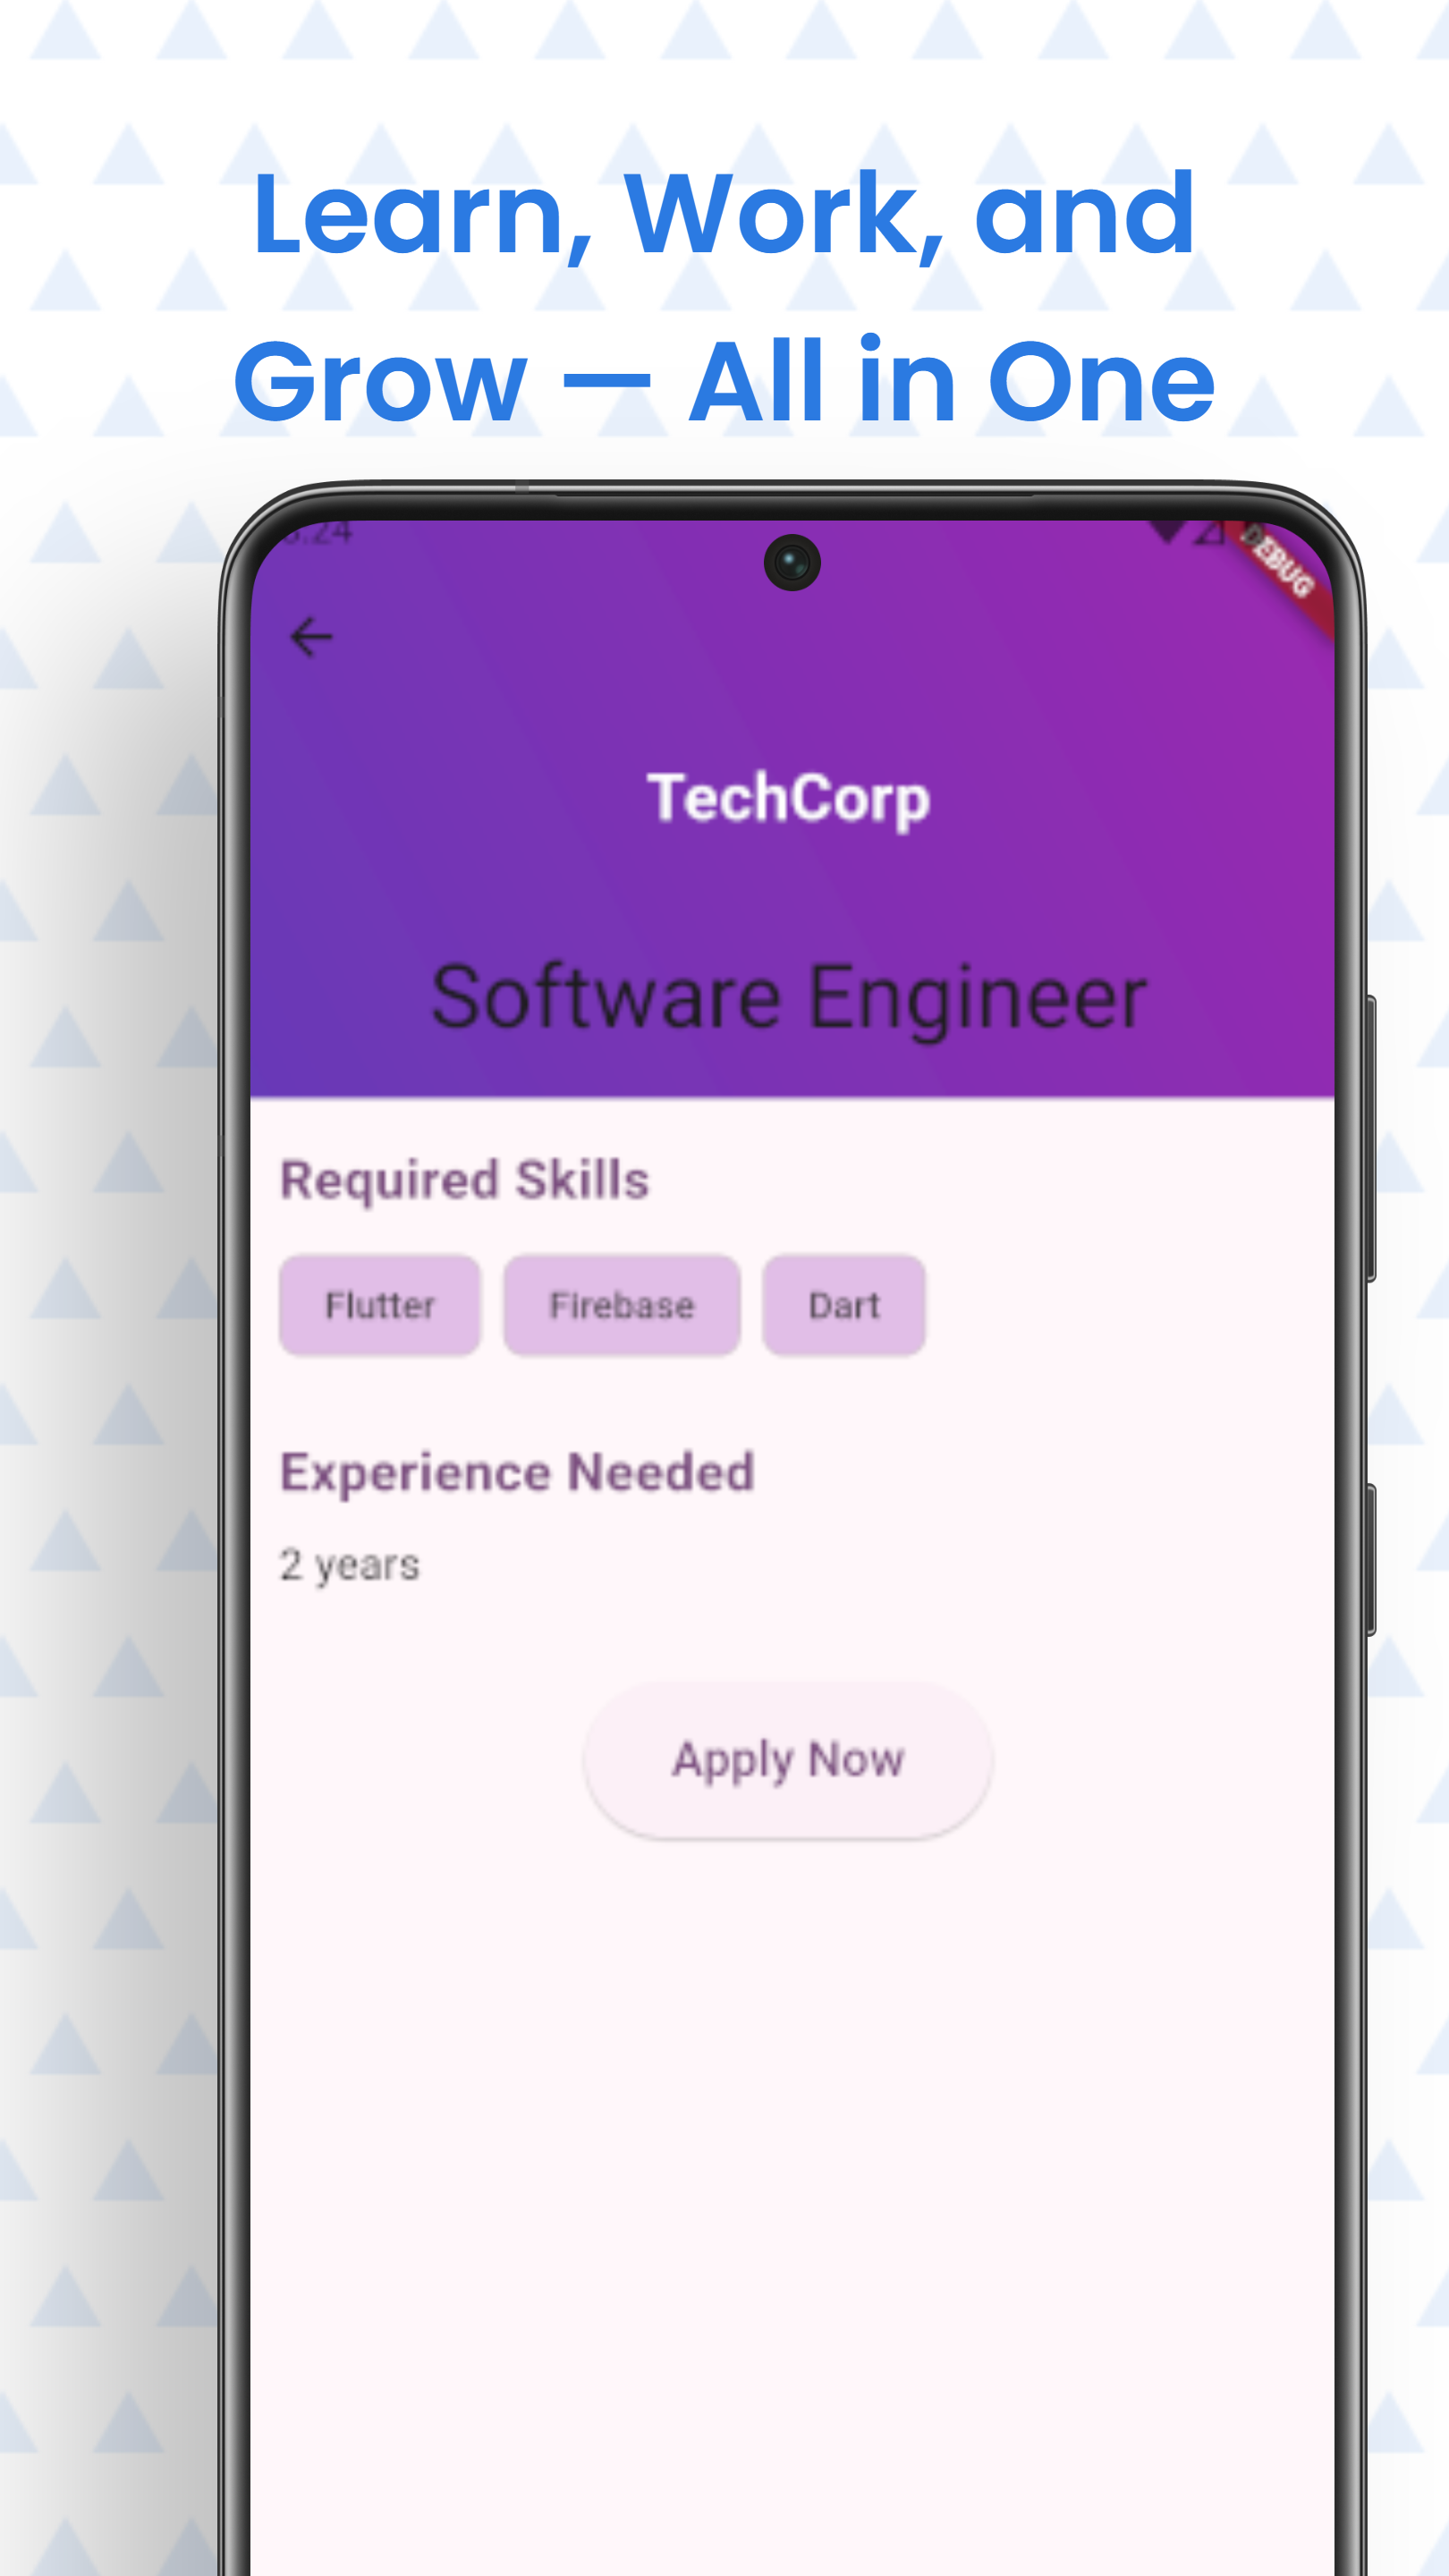 Learn, Work, and
Grow — All in One
DEBUG
TechCorp
Software Engineer
Required Skills
Flutter Firebase Dart
Experience Needed
2 years
Apply Now